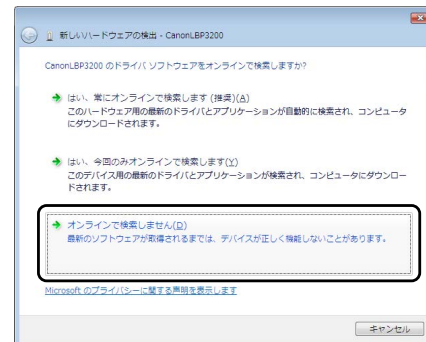 新しいハードウェアの検出 - CanonLBP3200
CanonLBP3200 のドライバ ソフトウェアをオンラインで検索しますか?
はい、常にオンラインで検索します (推奨)(A)
このハードウェア用の最新のドライバとアプリケーションが自動的に検索され、コンピュータ
にダウンロードされます。
はい、今回のみオンラインで検索します(Y)
このデバイス用の最新のドライバとアプリケーションが検索され、コンピュータにダウンロー
ドされます。
オンラインで検索しません(D)
最新のソフトウェアが取得されるまでは、デバイスが正しく機能しないことがあります。
Microsoft のプライバシーに関する声明を表示します
キャンセル